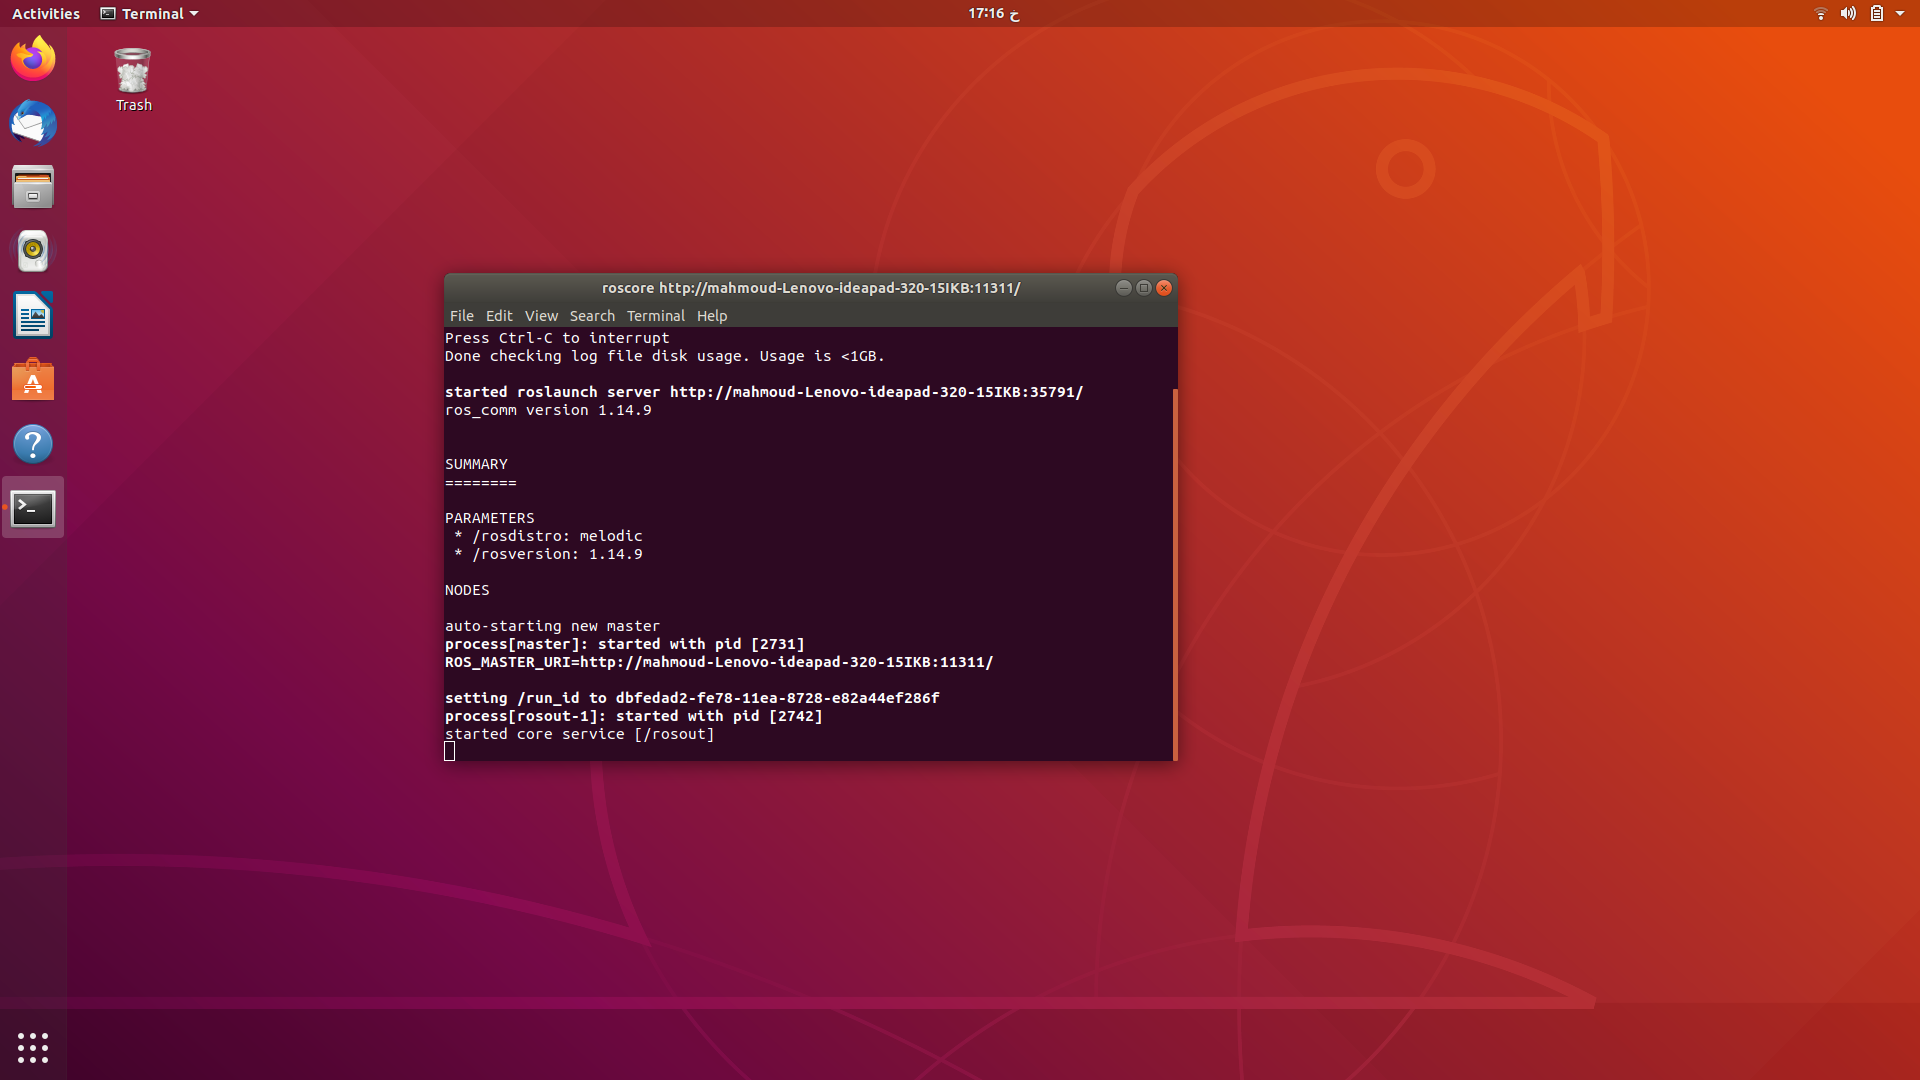 Activities
Terminal
17:16 خ
Trash
roscore http://mahmoud-Lenovo-ideapad-320-15IKB:11311/
File Edit View Search Terminal Help
Press Ctrl-C to interrupt
Done checking log file disk usage. Usage is <1GB.
started roslaunch server http://mahmoud-Lenovo-ideapad-320-15IKB:35791/
ros_comm version 1.14.9
SUMMARY
========
PARAMETERS
 * /rosdistro: melodic
 * /rosversion: 1.14.9
NODES
auto-starting new master
process[master]: started with pid [2731]
ROS_MASTER_URI=http://mahmoud-Lenovo-ideapad-320-15IKB:11311/
setting /run_id to dbfedad2-fe78-11ea-8728-e82a44ef286f
process[rosout-1]: started with pid [2742]
started core service [/rosout]